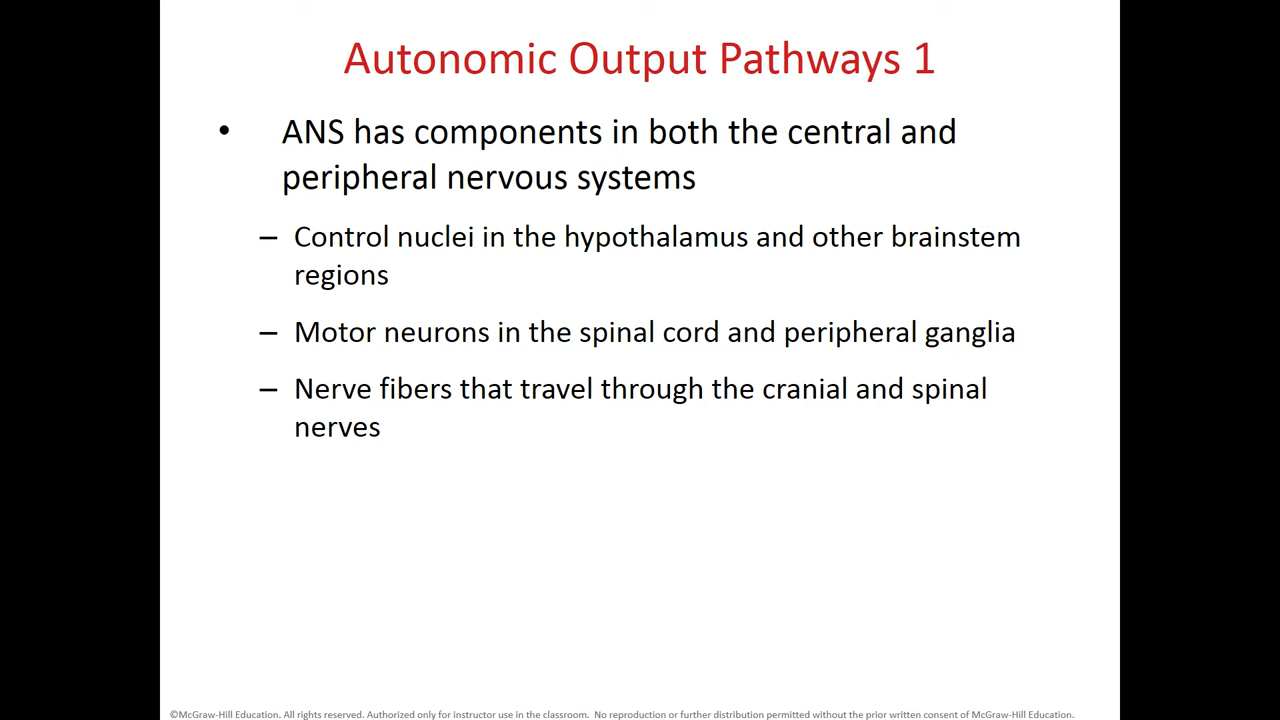 Autonomic Output Pathways 1
• ANS has components in both the central and
peripheral nervous systems
– Control nuclei in the hypothalamus and other brainstem
regions
– Motor neurons in the spinal cord and peripheral ganglia
– Nerve fibers that travel through the cranial and spinal
nerves
©McGraw-Hill Education. All rights reserved. Authorized only for instructor use in the classroom. No reproduction or further distribution permitted without the prior written consent of McGraw-Hill Education.